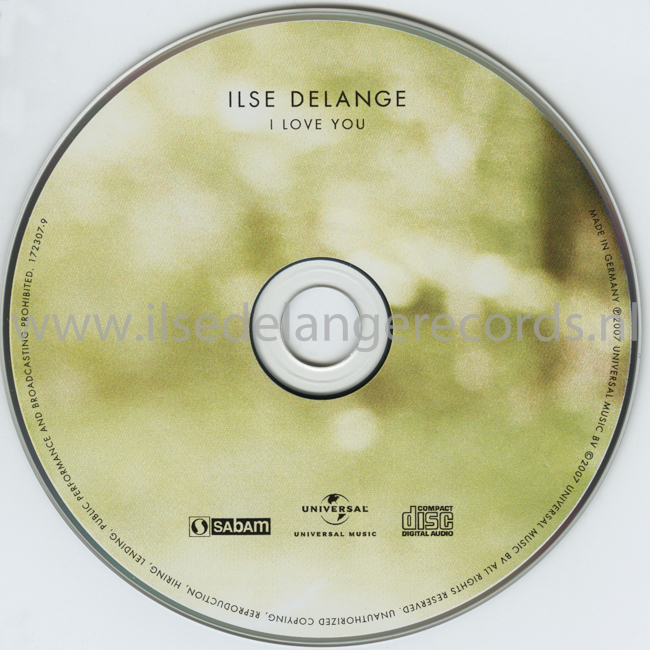 ILSE DELANGE
I LOVE YOU
MADE IN GERMANY ℗2007 UNIVERSAL MUSIC BV ©2007 UNIVERSAL MUSIC BV ALL RIGHTS RESERVED. UNAUTHORIZED COPYING, REPRODUCTION, HIRING, LENDING, PUBLIC PERFORMANCE AND BROADCASTING PROHIBITED. 172307-9
www.ilsedelangerecords.nl
S sabam
UNIVERSAL
UNIVERSAL MUSIC
COMPACT
disc
DIGITAL AUDIO